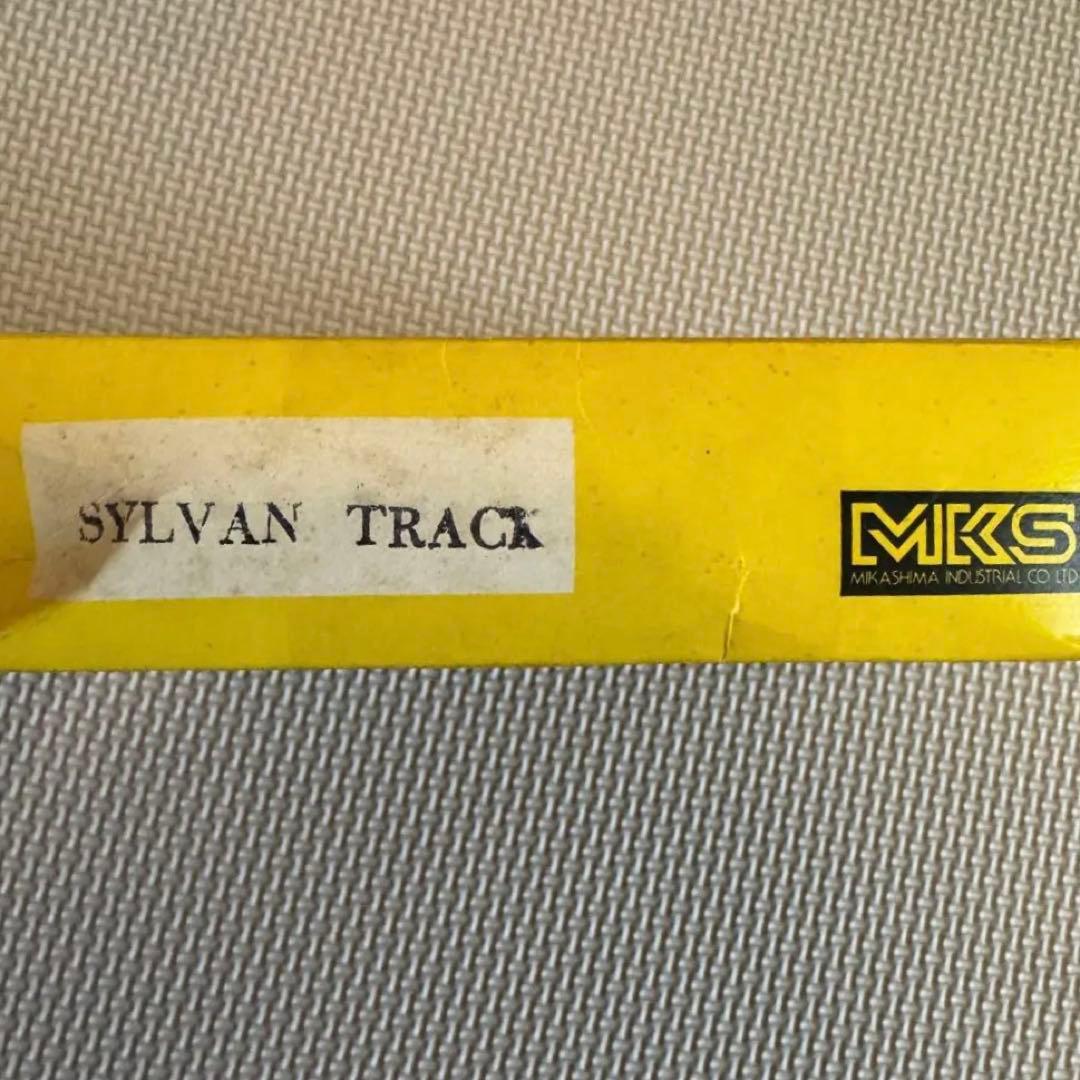 SYLVAN TRACK
MKS
MIKASHIMA INDUSTRIAL CO LTD